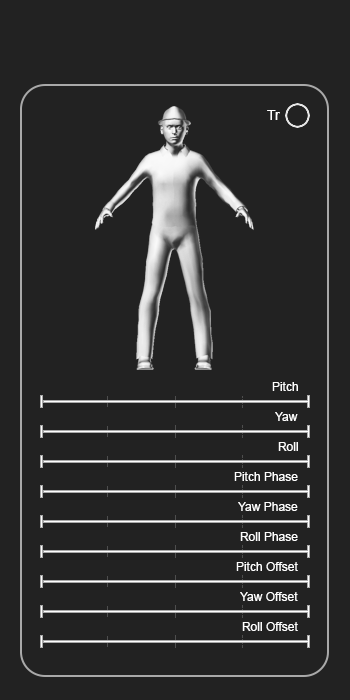 Tr
Pitch
Yaw
Roll
Pitch Phase
Yaw Phase
Roll Phase
Pitch Offset
Yaw Offset
Roll Offset